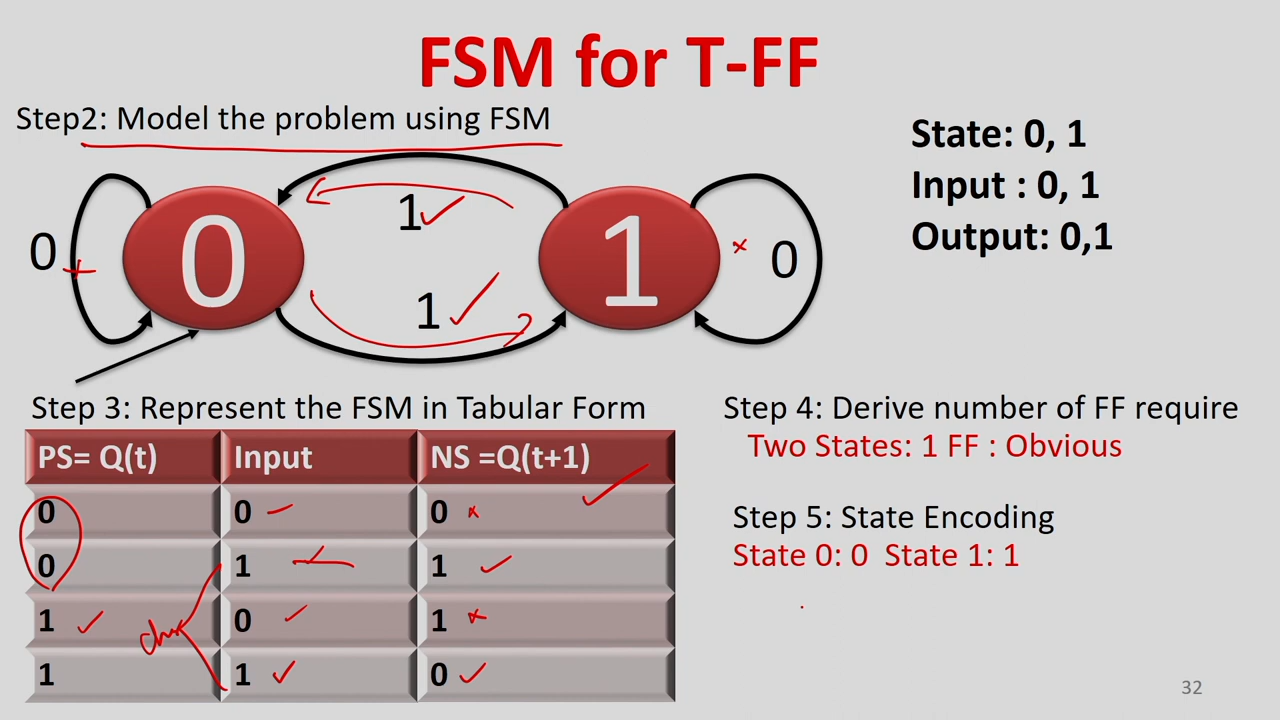 FSM for T-FF
Step2: Model the problem using FSM
State: 0, 1
Input : 0, 1
Output: 0,1
0
0
1
1
1
0
Step 3: Represent the FSM in Tabular Form
PS= Q(t) Input NS =Q(t+1)
0 0 0
0 1 1
1 0 1
1 1 0
Step 4: Derive number of FF require
Two States: 1 FF : Obvious
Step 5: State Encoding
State 0: 0 State 1: 1
32